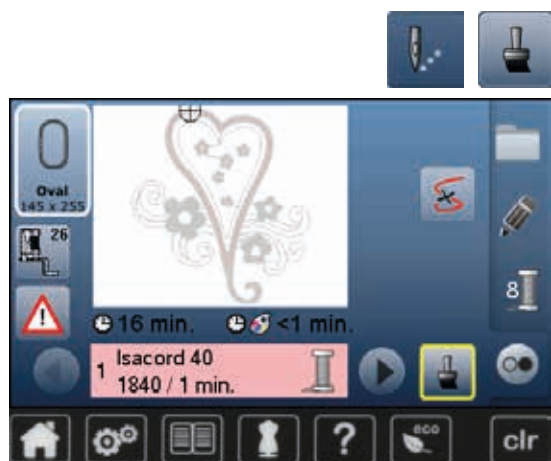 Oval
145 x 255
26
8
16 min.
<1 min.
1 Isacord 40
1840 / 1 min.
?
eco
clr